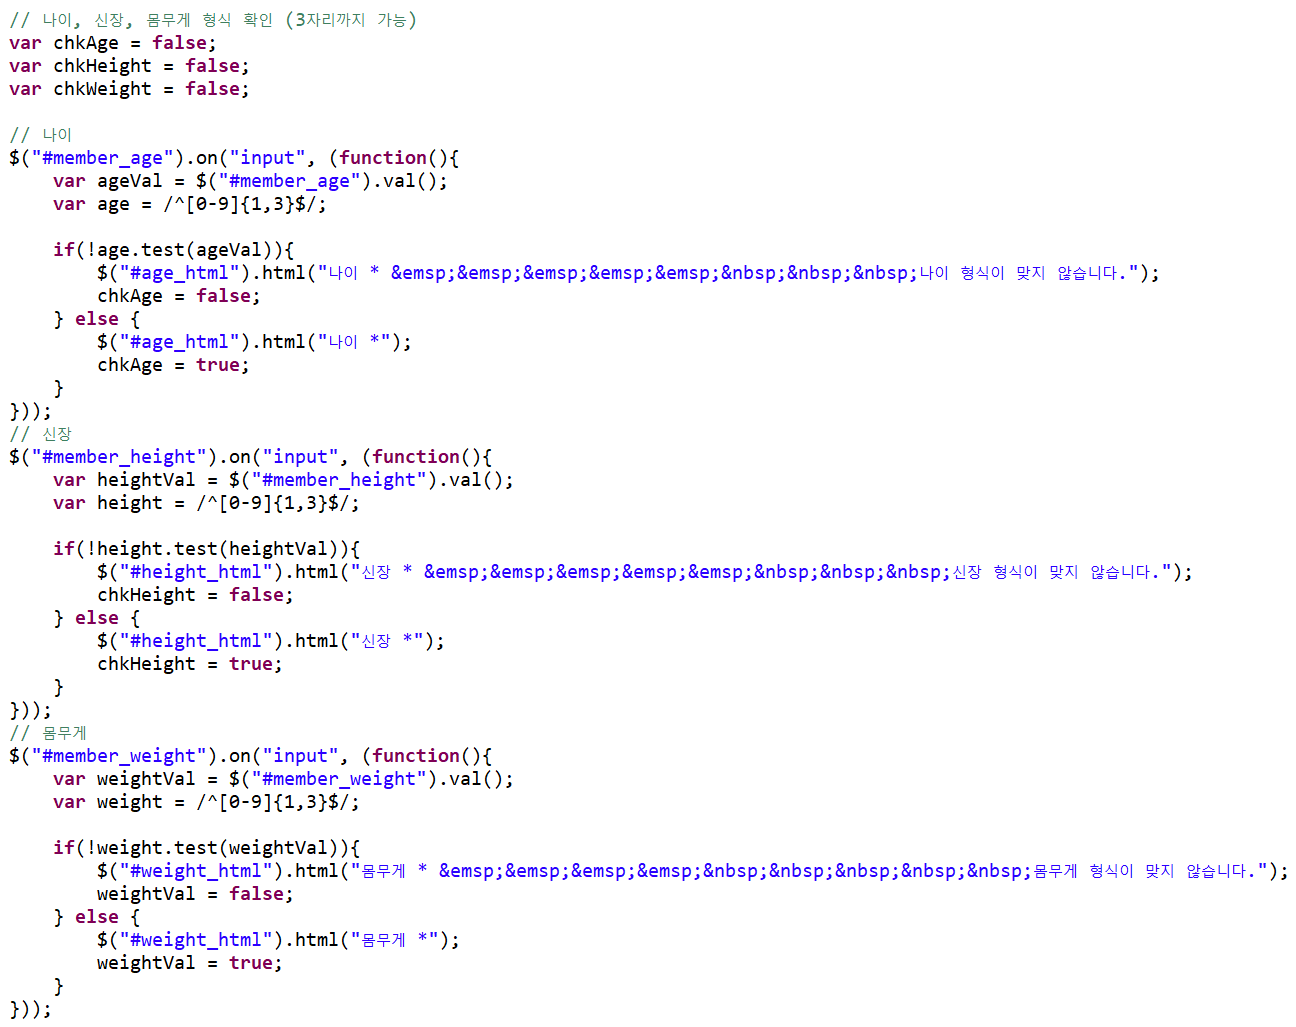 // 나이, 신장, 몸무게 형식 확인 (3자리까지 가능)
var chkAge = false;
var chkHeight = false;
var chkWeight = false;

// 나이
$("#member_age").on("input", (function(){
    var ageVal = $("#member_age").val();
    var age = /^[0-9]{1,3}$/;

    if(!age.test(ageVal)){
        $("#age_html").html("나이 * &emsp;&emsp;&emsp;&emsp;&emsp;&nbsp;&nbsp;&nbsp;나이 형식이 맞지 않습니다.");
        chkAge = false;
    } else {
        $("#age_html").html("나이 *");
        chkAge = true;
    }
}));
// 신장
$("#member_height").on("input", (function(){
    var heightVal = $("#member_height").val();
    var height = /^[0-9]{1,3}$/;

    if(!height.test(heightVal)){
        $("#height_html").html("신장 * &emsp;&emsp;&emsp;&emsp;&emsp;&nbsp;&nbsp;&nbsp;신장 형식이 맞지 않습니다.");
        chkHeight = false;
    } else {
        $("#height_html").html("신장 *");
        chkHeight = true;
    }
}));
// 몸무게
$("#member_weight").on("input", (function(){
    var weightVal = $("#member_weight").val();
    var weight = /^[0-9]{1,3}$/;

    if(!weight.test(weightVal)){
        $("#weight_html").html("몸무게 * &emsp;&emsp;&emsp;&emsp;&nbsp;&nbsp;&nbsp;&nbsp;&nbsp;몸무게 형식이 맞지 않습니다.");
        weightVal = false;
    } else {
        $("#weight_html").html("몸무게 *");
        weightVal = true;
    }
}));